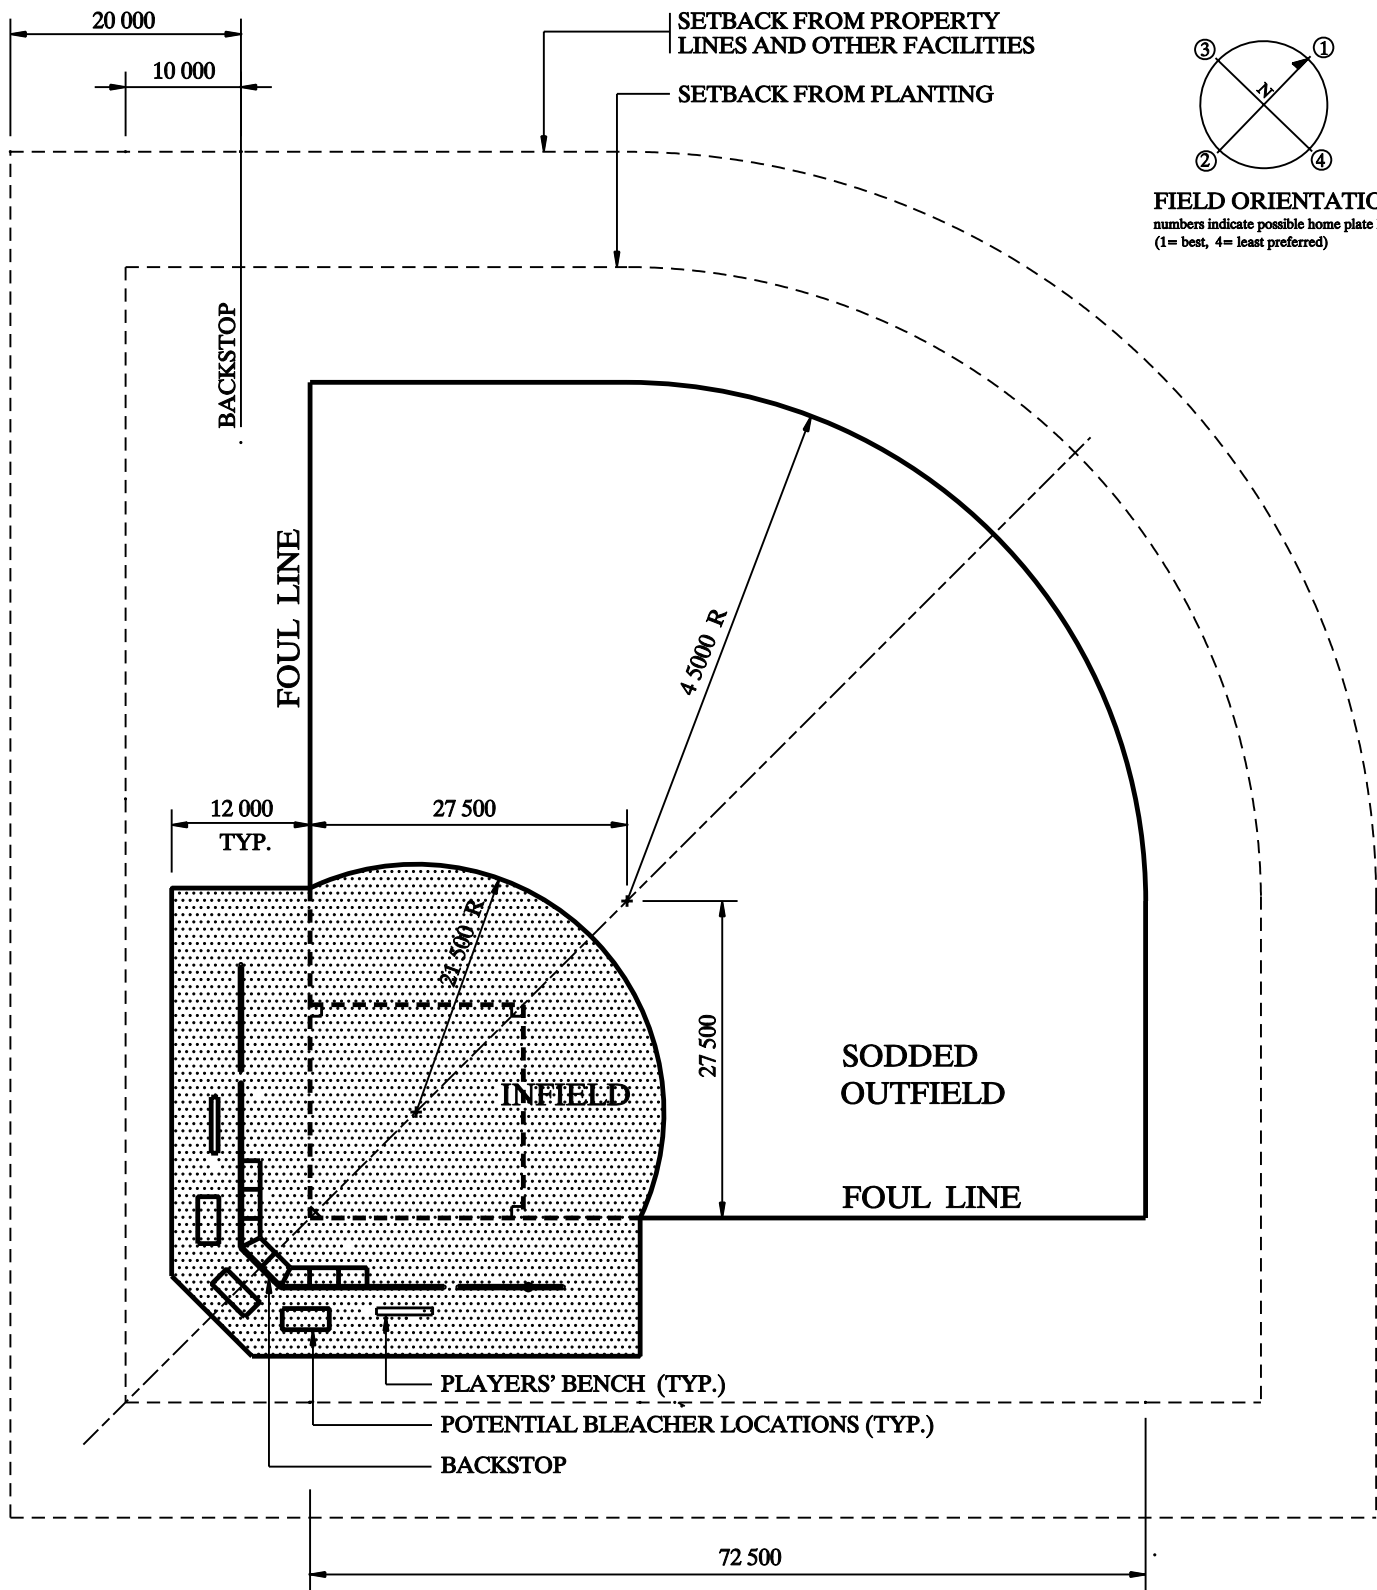 20 000
10 000
SETBACK FROM PROPERTY
LINES AND OTHER FACILITIES
SETBACK FROM PLANTING
3
1
N
2
4
FIELD ORIENTATIO
numbers indicate possible home plate
(1= best, 4= least preferred)
BACKSTOP
FOUL LINE
4 5000 R
12 000
TYP.
27 500
21 500 R
27 500
INFIELD
SODDED
OUTFIELD
FOUL LINE
PLAYERS’ BENCH (TYP.)
POTENTIAL BLEACHER LOCATIONS (TYP.)
BACKSTOP
72 500